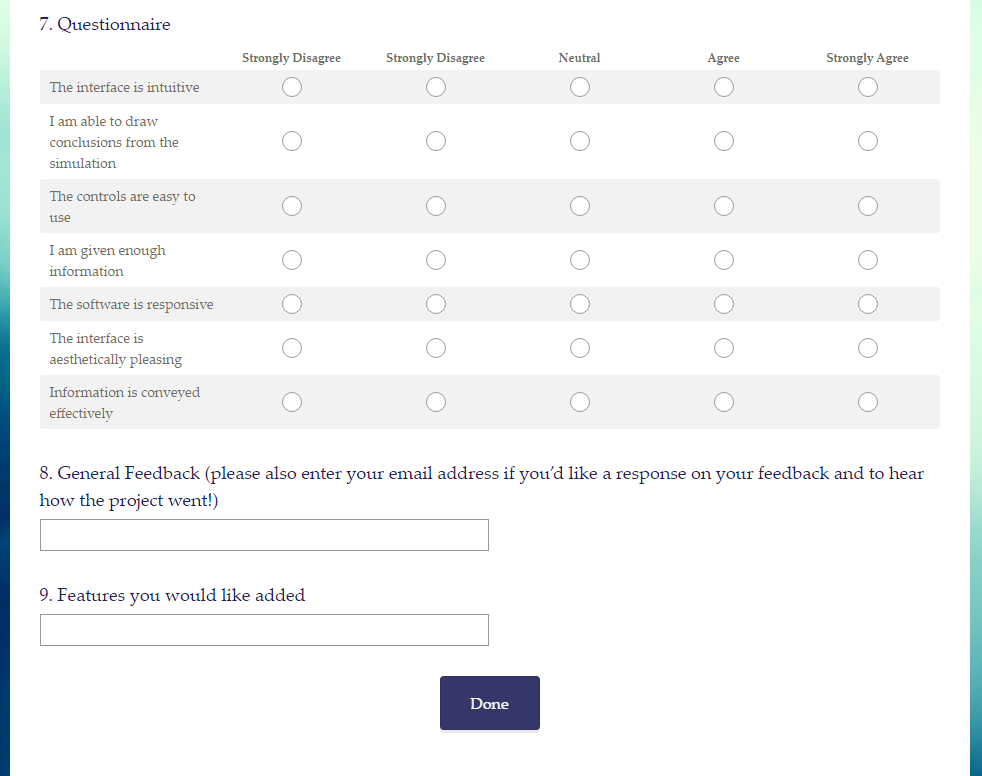 7. Questionnaire
Strongly Disagree Strongly Disagree Neutral Agree Strongly Agree
The interface is intuitive
I am able to draw
conclusions from the
simulation
The controls are easy to
use
I am given enough
information
The software is responsive
The interface is
aesthetically pleasing
Information is conveyed
effectively
8. General Feedback (please also enter your email address if you’d like a response on your feedback and to hear
how the project went!)
9. Features you would like added
Done